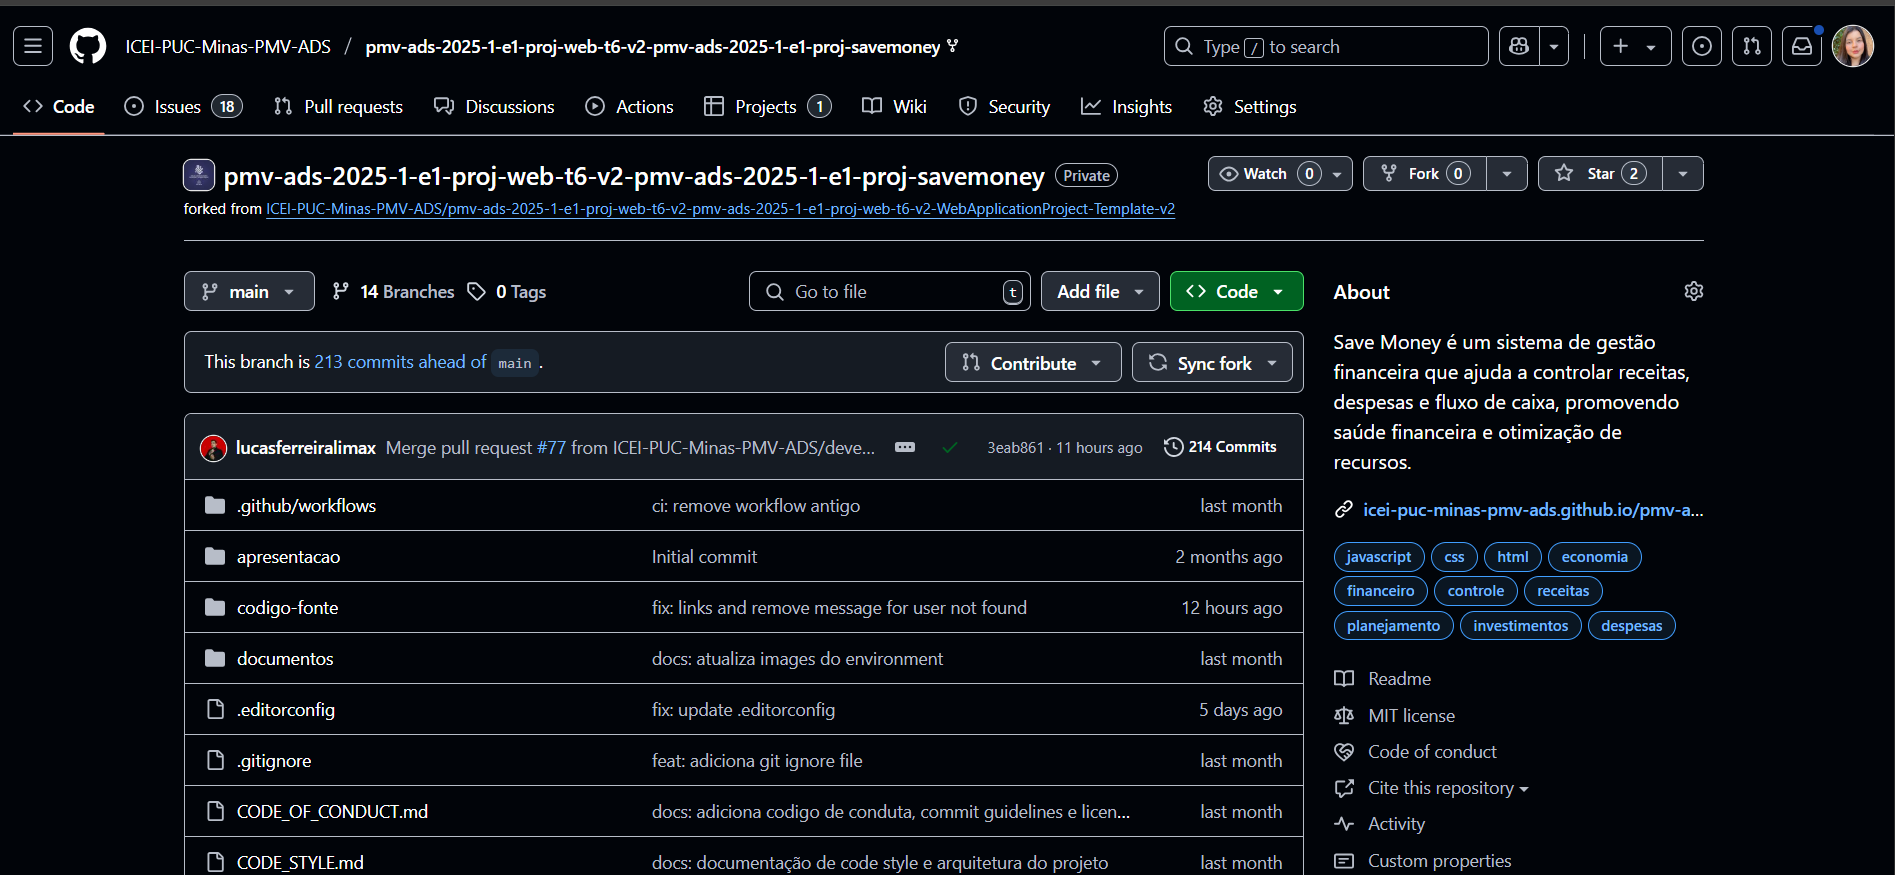 ICEI-PUC-Minas-PMV-ADS / pmv-ads-2025-1-e1-proj-web-t6-v2-pmv-ads-2025-1-e1-proj-savemoney
Type / to search
Code Issues 18 Pull requests Discussions Actions Projects 1 Wiki Security Insights Settings
pmv-ads-2025-1-e1-proj-web-t6-v2-pmv-ads-2025-1-e1-proj-savemoney Private
Watch 0 Fork 0 Star 2
forked from ICEI-PUC-Minas-PMV-ADS/pmv-ads-2025-1-e1-proj-web-t6-v2-pmv-ads-2025-1-e1-proj-web-t6-v2-WebApplicationProject-Template-v2
main 14 Branches 0 Tags
Go to file t Add file Code
This branch is 213 commits ahead of main .
Contribute Sync fork
lucasferreiralimax Merge pull request #77 from ICEI-PUC-Minas-PMV-ADS/deve... 3eab861 · 11 hours ago 214 Commits
.github/workflows ci: remove workflow antigo last month
apresentacao Initial commit 2 months ago
codigo-fonte fix: links and remove message for user not found 12 hours ago
documentos docs: atualiza images do environment last month
.editorconfig fix: update .editorconfig 5 days ago
.gitignore feat: adiciona git ignore file last month
CODE_OF_CONDUCT.md docs: adiciona codigo de conduta, commit guidelines e licen... last month
CODE_STYLE.md docs: documentação de code style e arquitetura do projeto last month
About
Save Money é um sistema de gestão
financeira que ajuda a controlar receitas,
despesas e fluxo de caixa, promovendo
saúde financeira e otimização de
recursos.
icei-puc-minas-pmv-ads.github.io/pmv-a...
javascript css html economia
financeiro controle receitas
planejamento investimentos despesas
Readme
MIT license
Code of conduct
Cite this repository
Activity
Custom properties